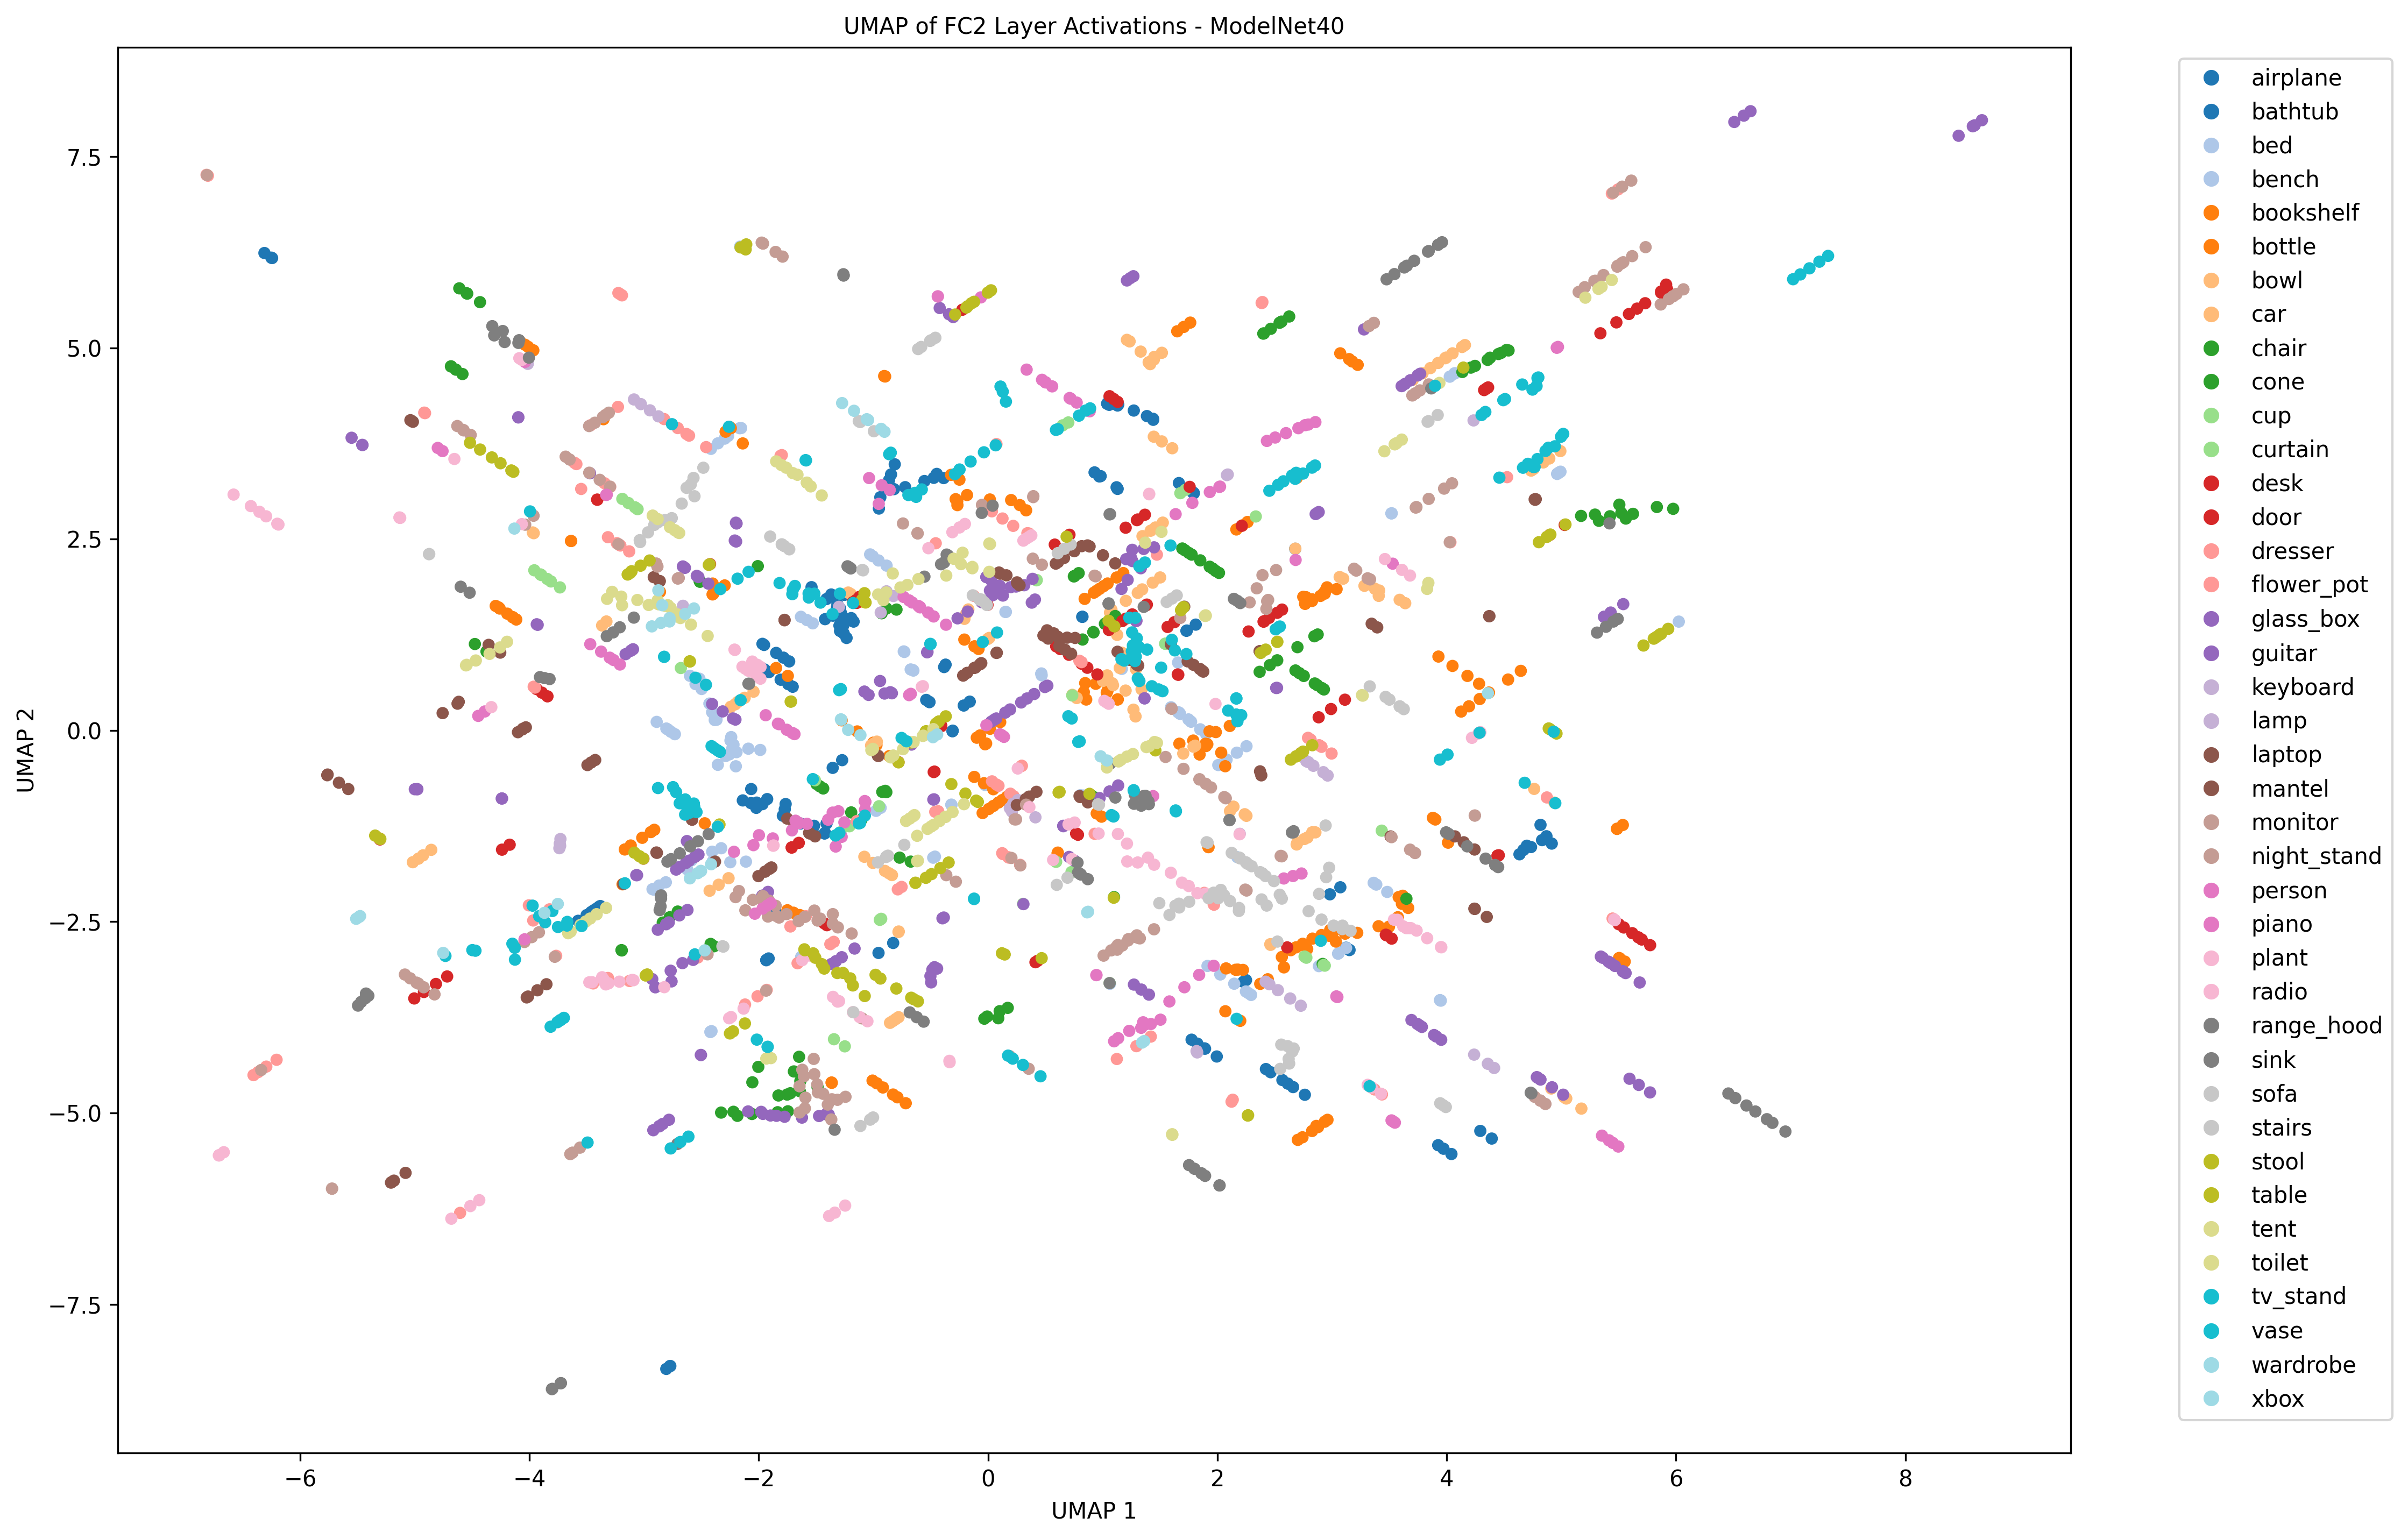 UMAP of FC2 Layer Activations - ModelNet40
UMAP 2
7.5
5.0
2.5
0.0
−2.5
−5.0
−7.5
−6
−4
−2
0
2
4
6
8
UMAP 1
airplane
bathtub
bed
bench
bookshelf
bottle
bowl
car
chair
cone
cup
curtain
desk
door
dresser
flower_pot
glass_box
guitar
keyboard
lamp
laptop
mantel
monitor
night_stand
person
piano
plant
radio
range_hood
sink
sofa
stairs
stool
table
tent
toilet
tv_stand
vase
wardrobe
xbox